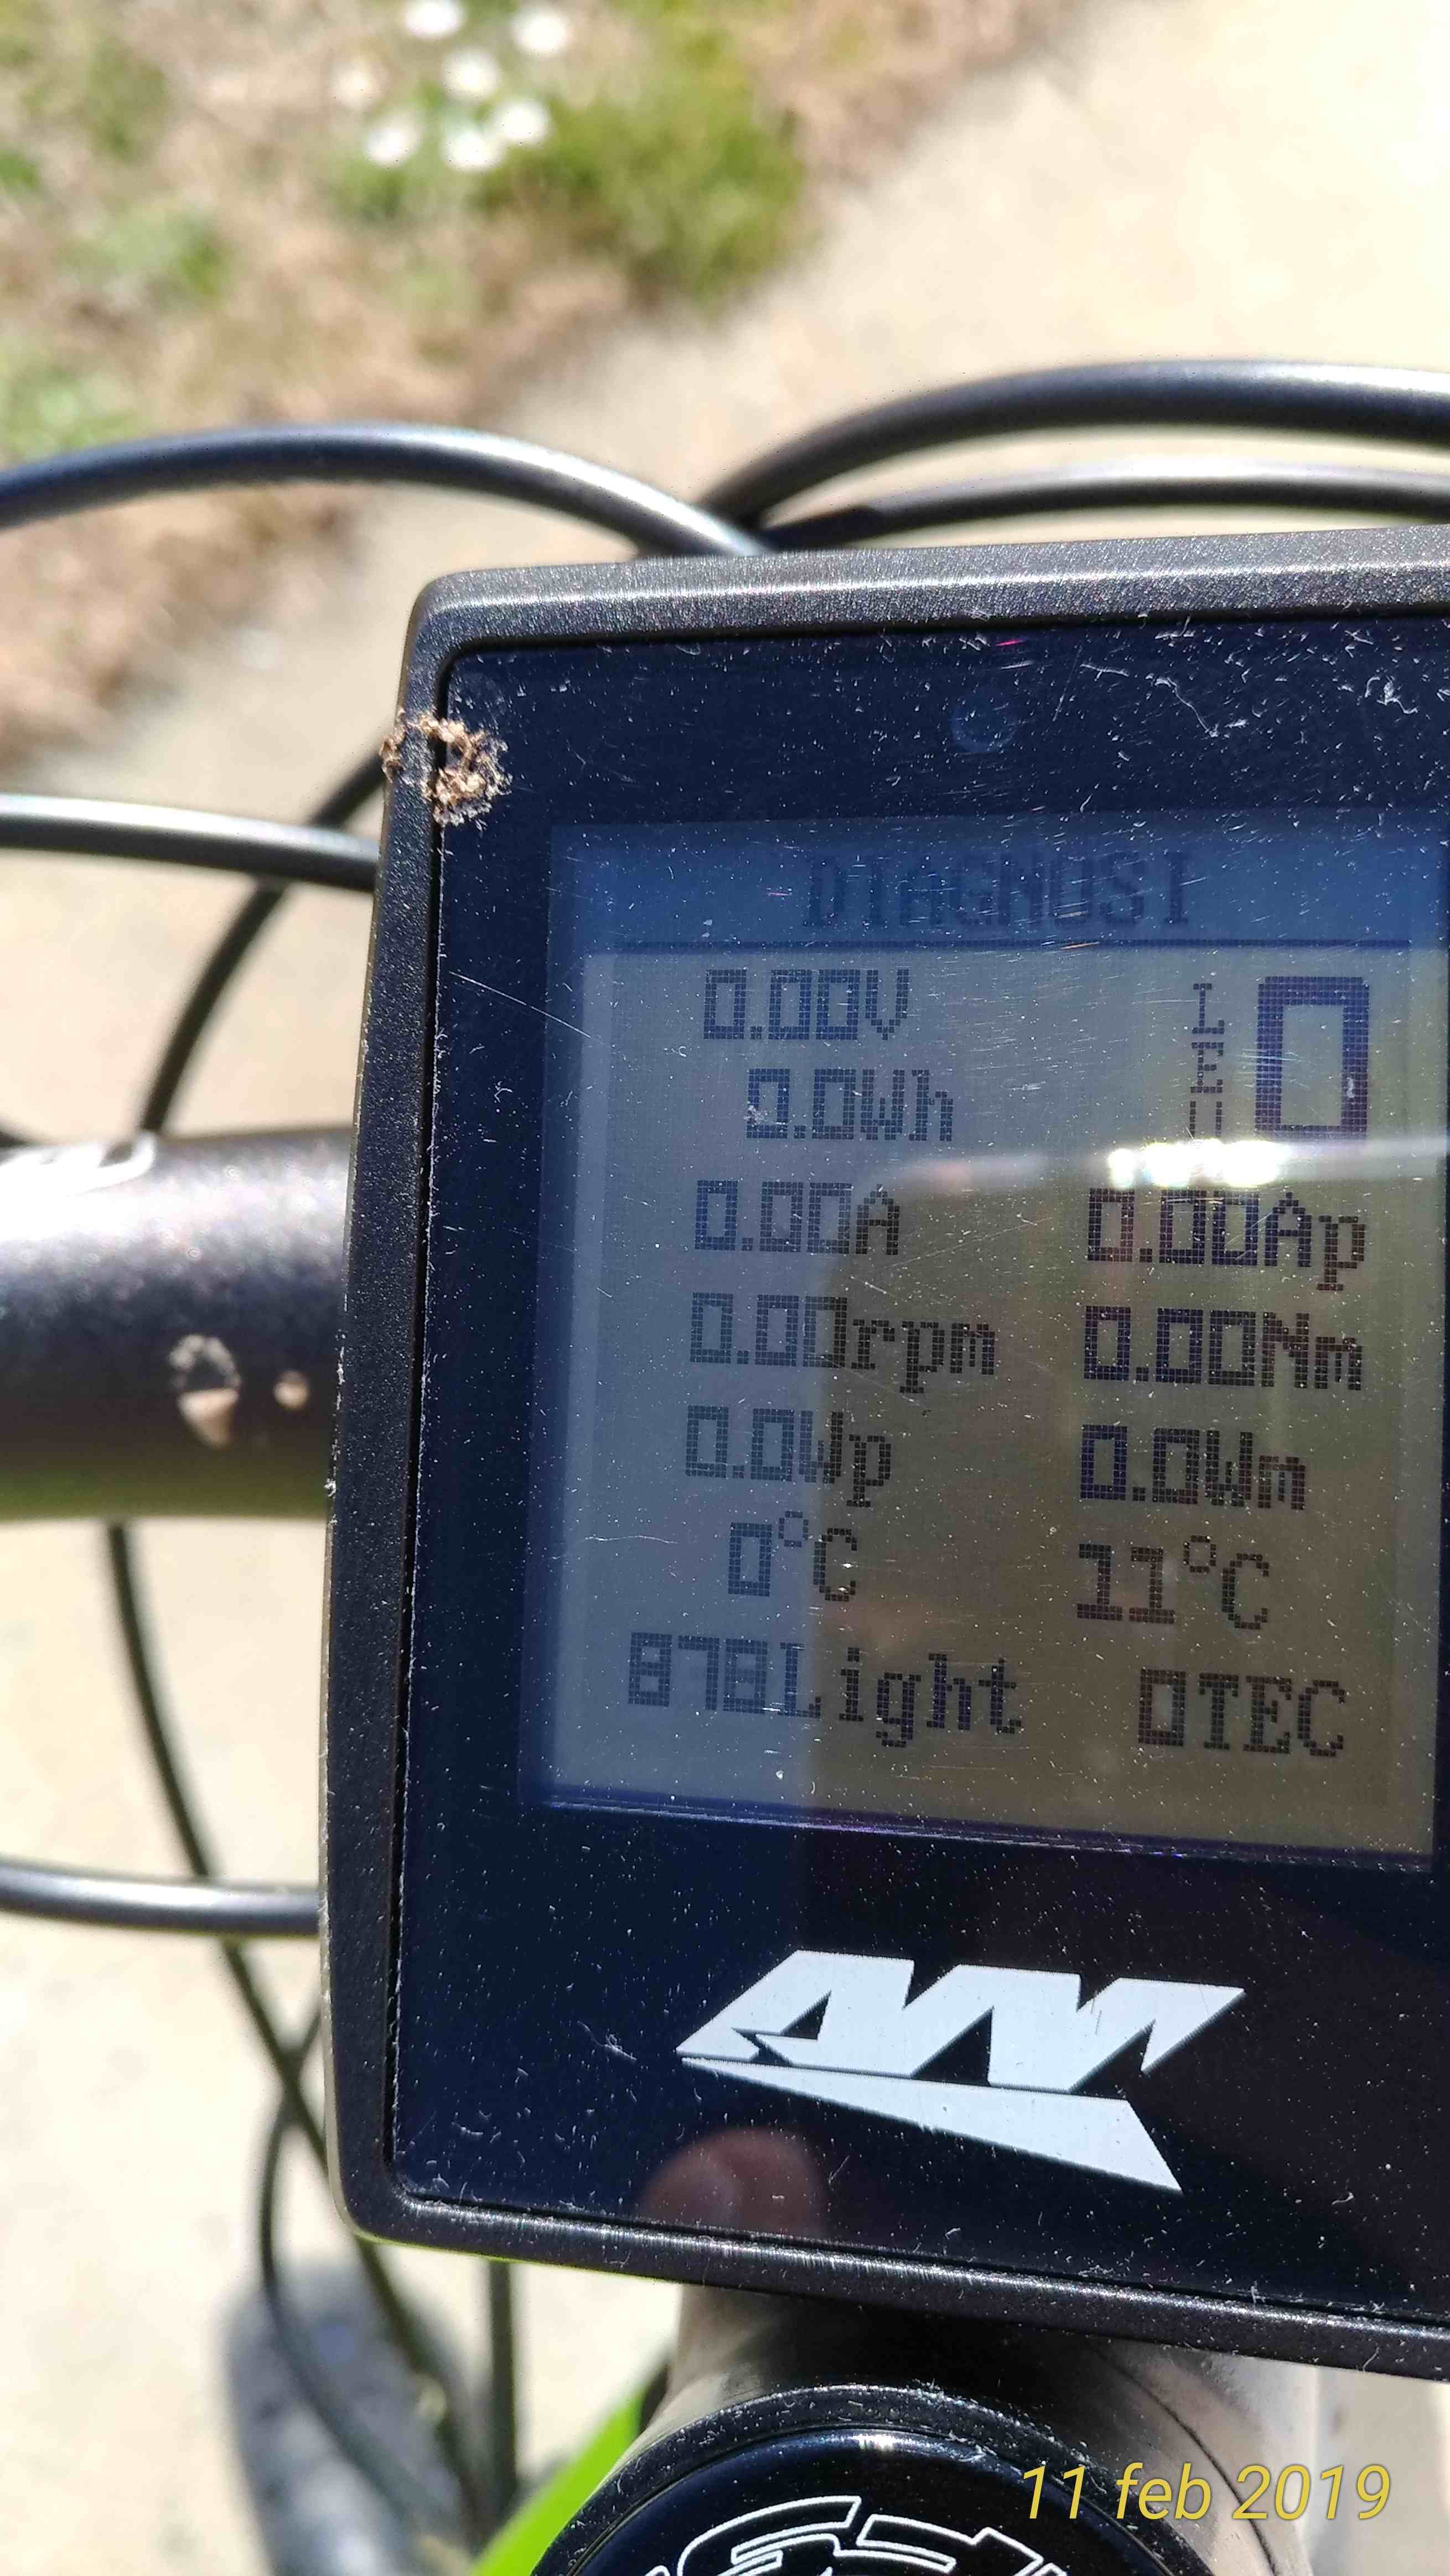 DIAGNOSI
0.00V
LEV 0
0.0Wh
0.00A 0.00Ap
0.00rpm 0.00Nm
0.0Wp 0.0Wm
0°C 11°C
878Light 0TEC
11 feb 2019